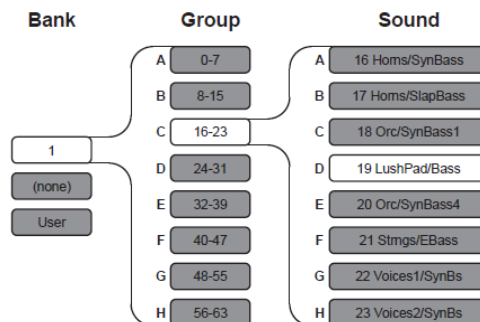 Bank Group Sound
A 0-7 A 16 Horns/SynBass
B 8-15 B 17 Horns/SlapBass
1 C 16-23 C 18 Orc/SynBass1
(none) D 24-31 D 19 LushPad/Bass
User E 32-39 E 20 Orc/SynBass4
F 40-47 F 21 Strngs/EBass
G 48-55 G 22 Voices1/SynBs
H 56-63 H 23 Voices2/SynBs